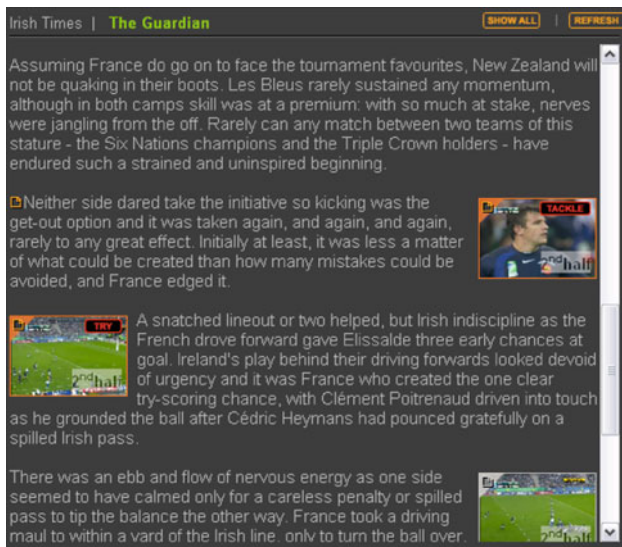 Irish Times | The Guardian
SHOW ALL | REFRESH
Assuming France do go on to face the tournament favourites, New Zealand will
not be quaking in their boots. Les Bleus rarely sustained any momentum,
although in both camps skill was at a premium: with so much at stake, nerves
were jangling from the off. Rarely can any match between two teams of this
stature - the Six Nations champions and the Triple Crown holders - have
endured such a strained and uninspired beginning.
Neither side dared take the initiative so kicking was the
get-out option and it was taken again, and again, and again,
rarely to any great effect. Initially at least, it was less a matter
of what could be created than how many mistakes could be
avoided, and France edged it.
TACKLE
2nd half
TRY
2nd half
A snatched lineout or two helped, but Irish indiscipline as the
French drove forward gave Elissalde three early chances at
goal. Ireland's play behind their driving forwards looked devoid
of urgency and it was France who created the one clear
try-scoring chance, with Clément Poitrenaud driven into touch
as he grounded the ball after Cédric Heymans had pounced gratefully on a
spilled Irish pass.
There was an ebb and flow of nervous energy as one side
seemed to have calmed only for a careless penalty or spilled
pass to tip the balance the other way. France took a driving
maul to within a yard of the Irish line, only to turn the ball over.